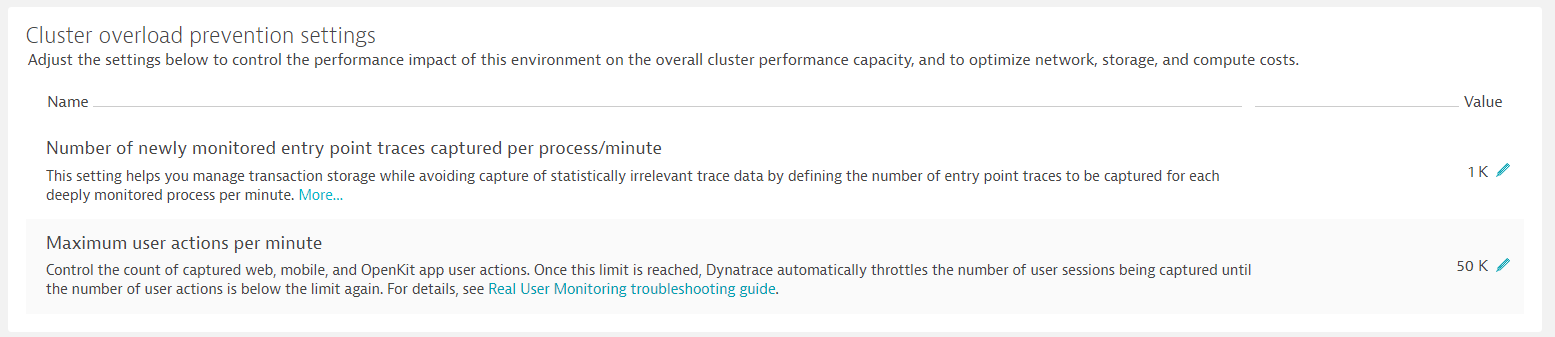 Cluster overload prevention settings
Adjust the settings below to control the performance impact of this environment on the overall cluster performance capacity, and to optimize network, storage, and compute costs.
Name Value
Number of newly monitored entry point traces captured per process/minute
This setting helps you manage transaction storage while avoiding capture of statistically irrelevant trace data by defining the number of entry point traces to be captured for each
deeply monitored process per minute. More...
1 K
Maximum user actions per minute
Control the count of captured web, mobile, and OpenKit app user actions. Once this limit is reached, Dynatrace automatically throttles the number of user sessions being captured until
the number of user actions is below the limit again. For details, see Real User Monitoring troubleshooting guide.
50 K